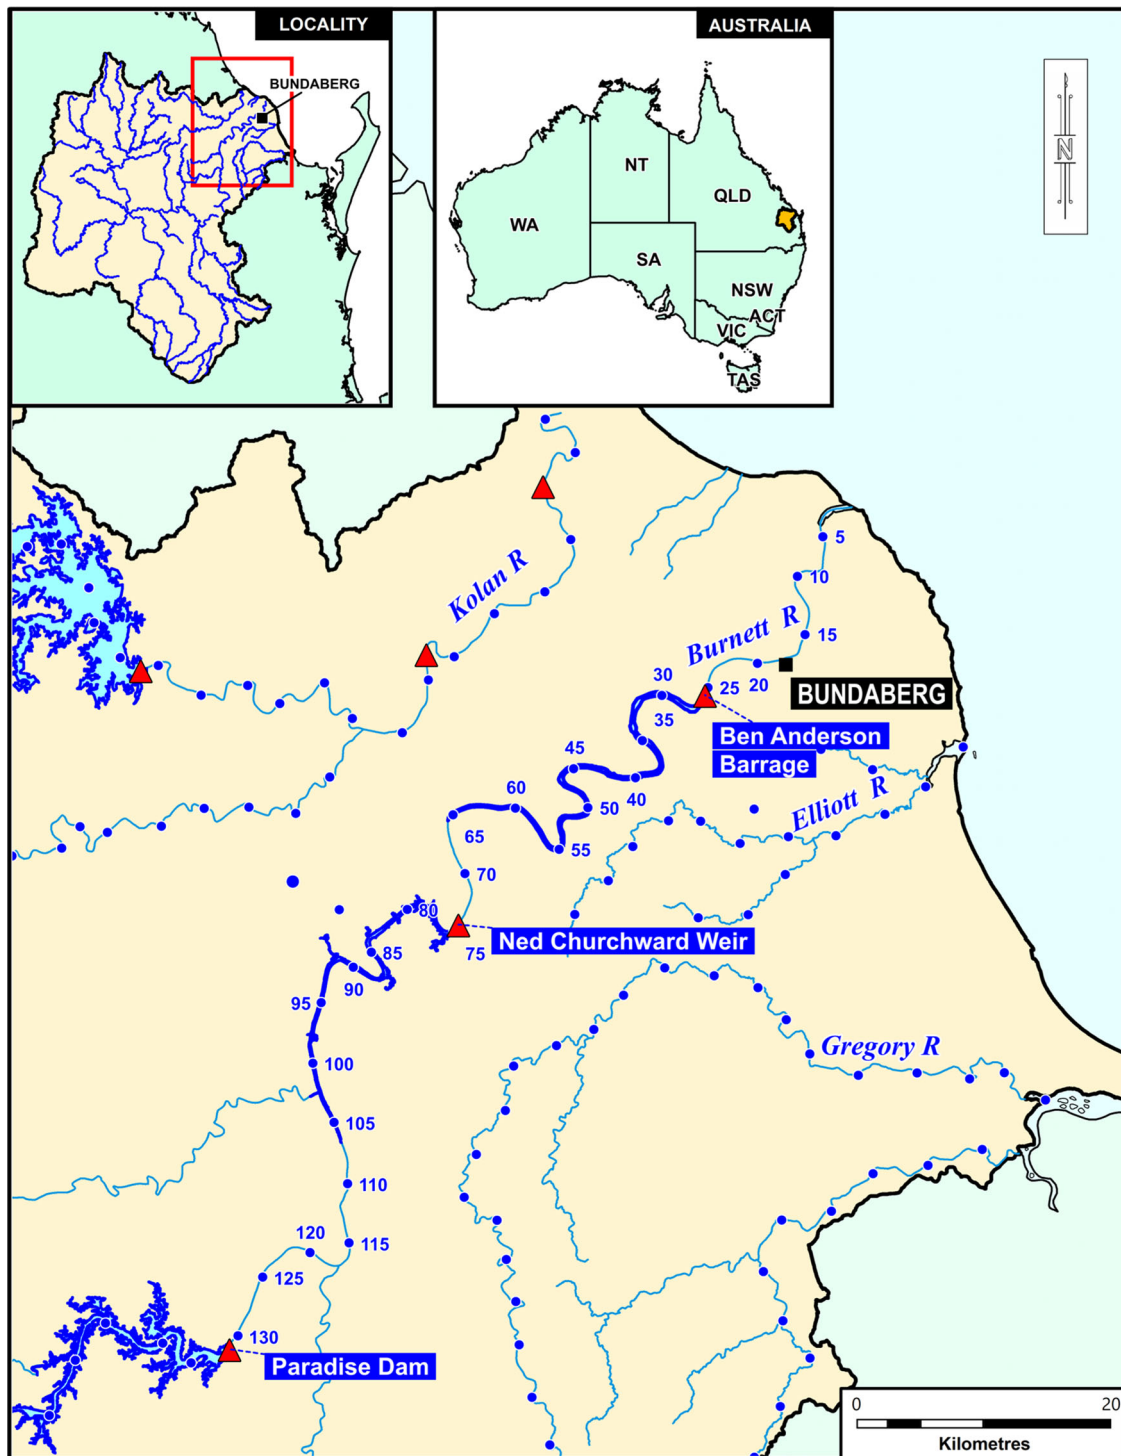 LOCALITY
BUNDABERG
AUSTRALIA
NT
QLD
WA
SA
NSW
ACT
VIC
TAS
N
5
Kolan R
10
Burnett R
15
30
25
20
BUNDABERG
35
Ben Anderson
Barrage
45
40
60
50
Elliott R
65
55
70
80
Ned Churchward Weir
75
85
90
95
Gregory R
100
105
110
120
115
125
130
Paradise Dam
0
20
Kilometres